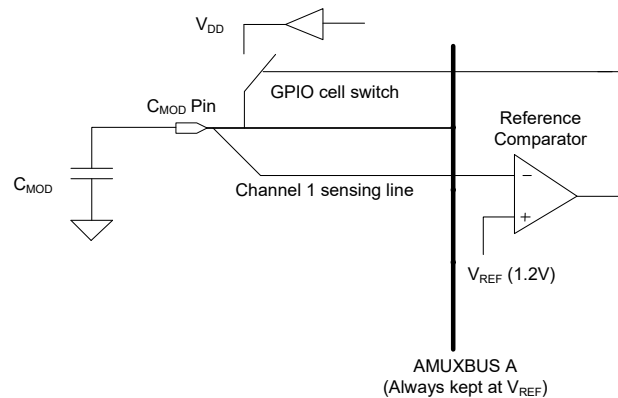 VDD
GPIO cell switch
CMOD Pin
Reference
Comparator
CMOD
Channel 1 sensing line
−
+
VREF (1.2V)
AMUXBUS A
(Always kept at VREF)